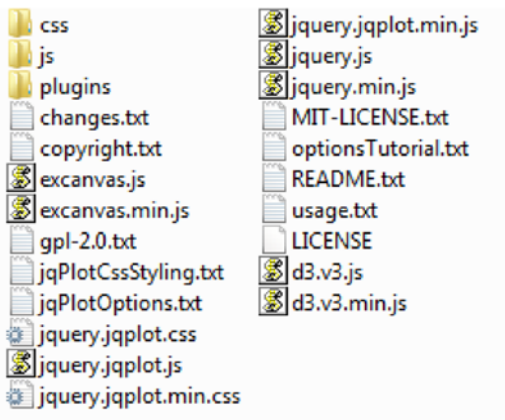 css
js
plugins
changes.txt
copyright.txt
excanvas.js
excanvas.min.js
gpl-2.0.txt
jqPlotCssStyling.txt
jqPlotOptions.txt
jquery.jqplot.css
jquery.jqplot.js
jquery.jqplot.min.css
jquery.jqplot.min.js
jquery.js
jquery.min.js
MIT-LICENSE.txt
optionsTutorial.txt
README.txt
usage.txt
LICENSE
d3.v3.js
d3.v3.min.js